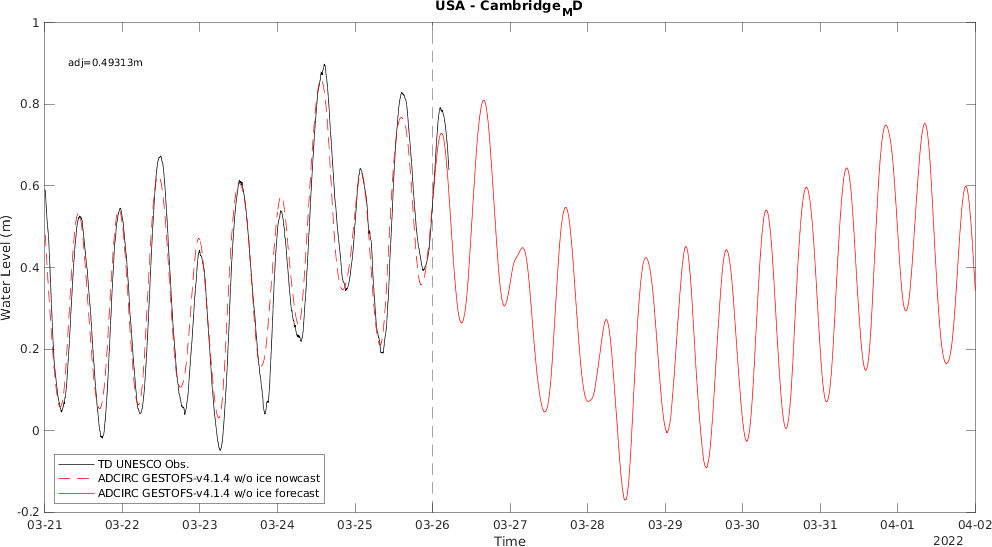 USA - Cambridge_MD
adj=0.49313m
Water Level (m)
1
0.8
0.6
0.4
0.2
0
-0.2
TD UNESCO Obs.
ADCIRC GESTOFS-v4.1.4 w/o ice nowcast
ADCIRC GESTOFS-v4.1.4 w/o ice forecast
03-21 03-22 03-23 03-24 03-25 03-26 03-27 03-28 03-29 03-30 03-31 04-01 04-02
Time
2022